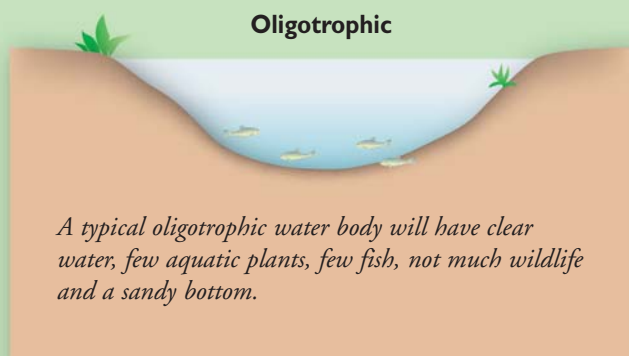 Oligotrophic
A typical oligotrophic water body will have clear
water, few aquatic plants, few fish, not much wildlife
and a sandy bottom.